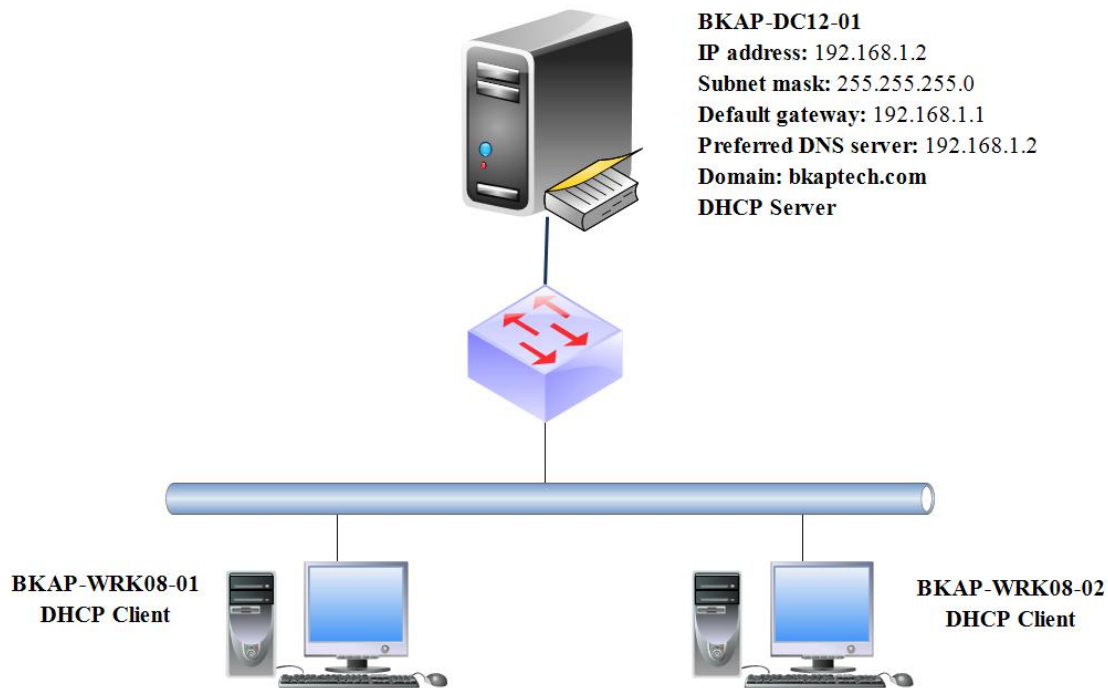 BKAP-DC12-01
IP address: 192.168.1.2
Subnet mask: 255.255.255.0
Default gateway: 192.168.1.1
Preferred DNS server: 192.168.1.2
Domain: bkaptech.com
DHCP Server
BKAP-WRK08-01
DHCP Client
BKAP-WRK08-02
DHCP Client